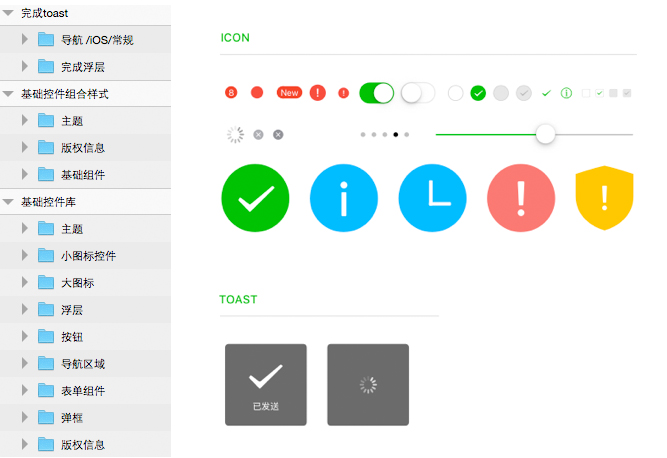 完成toast
导航 /iOS/常规
完成浮层
基础控件组合样式
主题
版权信息
基础组件
基础控件库
主题
小图标控件
大图标
浮层
按钮
导航区域
表单组件
弹框
版权信息
ICON
8
New
TOAST
已发送